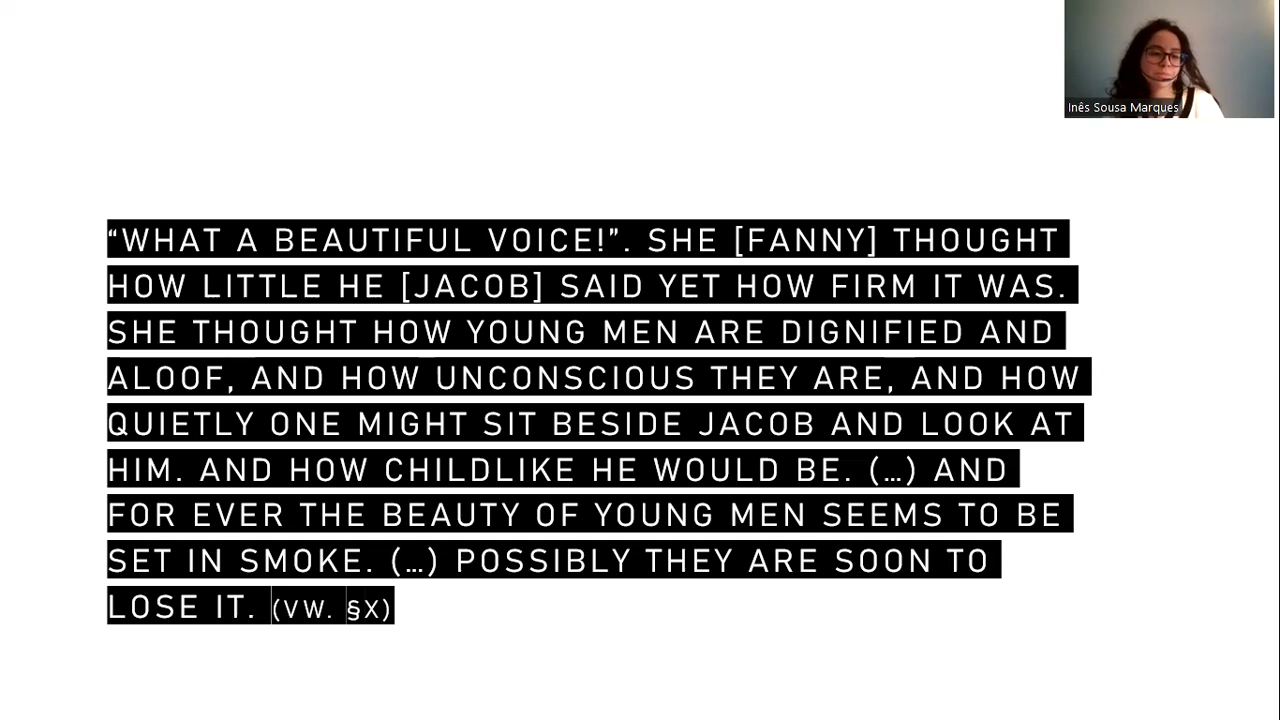 Inês Sousa Marques
“WHAT A BEAUTIFUL VOICE!”. SHE [FANNY] THOUGHT
HOW LITTLE HE [JACOB] SAID YET HOW FIRM IT WAS.
SHE THOUGHT HOW YOUNG MEN ARE DIGNIFIED AND
ALOOF, AND HOW UNCONSCIOUS THEY ARE, AND HOW
QUIETLY ONE MIGHT SIT BESIDE JACOB AND LOOK AT
HIM. AND HOW CHILDLIKE HE WOULD BE. (…) AND
FOR EVER THE BEAUTY OF YOUNG MEN SEEMS TO BE
SET IN SMOKE. (…) POSSIBLY THEY ARE SOON TO
LOSE IT. (VW. §X)